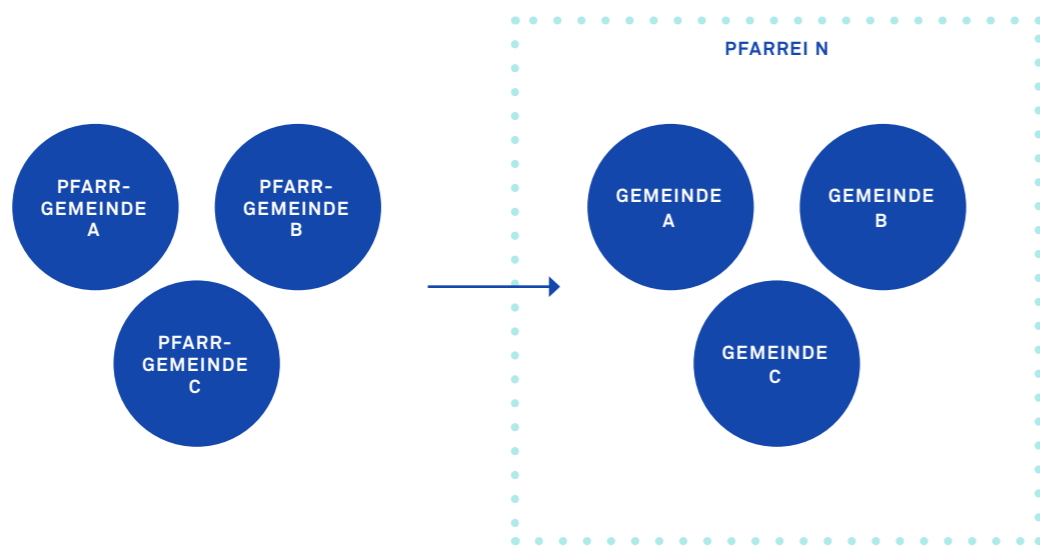 PFARREI N
PFARR-
GEMEINDE
A
PFARR-
GEMEINDE
B
PFARR-
GEMEINDE
C
GEMEINDE
A
GEMEINDE
B
GEMEINDE
C